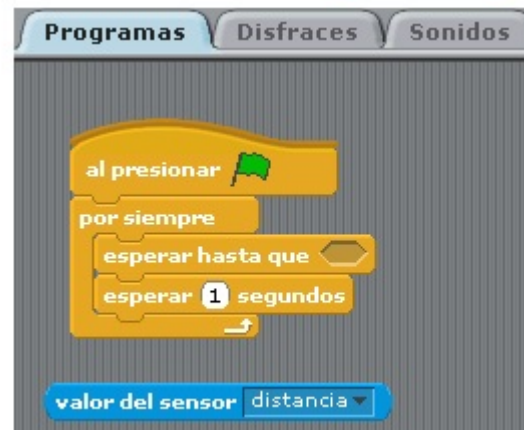 Programas Disfraces Sonidos
al presionar
por siempre
esperar hasta que
esperar 1 segundos
valor del sensor distancia